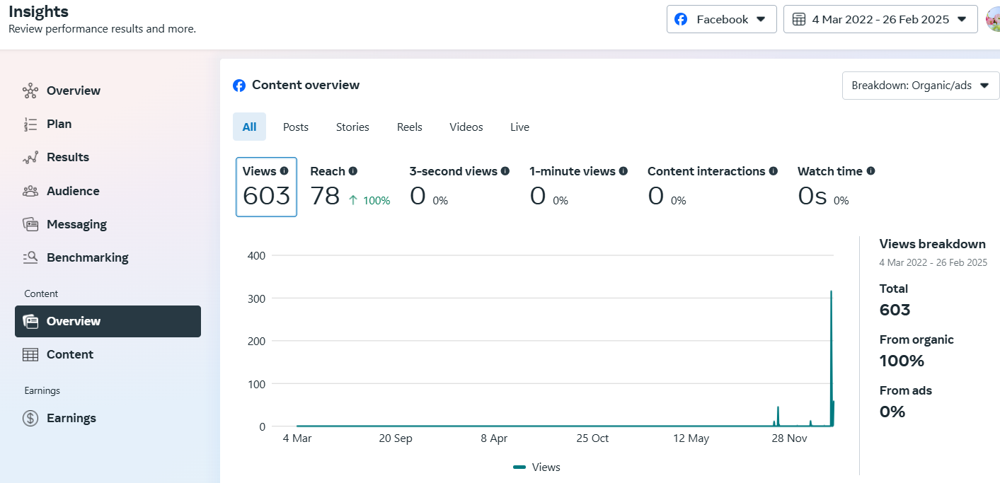 Insights
Review performance results and more.
Facebook
4 Mar 2022 - 26 Feb 2025
Overview
Plan
Results
Audience
Messaging
Benchmarking
Content
Overview
Content
Earnings
Earnings
Content overview
Breakdown: Organic/ads
All Posts Stories Reels Videos Live
Views Reach 3-second views 1-minute views Content interactions Watch time
603 78 ↑ 100% 0 0% 0 0% 0 0% 0s 0%
400
300
200
100
0
4 Mar 20 Sep 8 Apr 25 Oct 12 May 28 Nov
Views
Views breakdown
4 Mar 2022 - 26 Feb 2025
Total
603
From organic
100%
From ads
0%